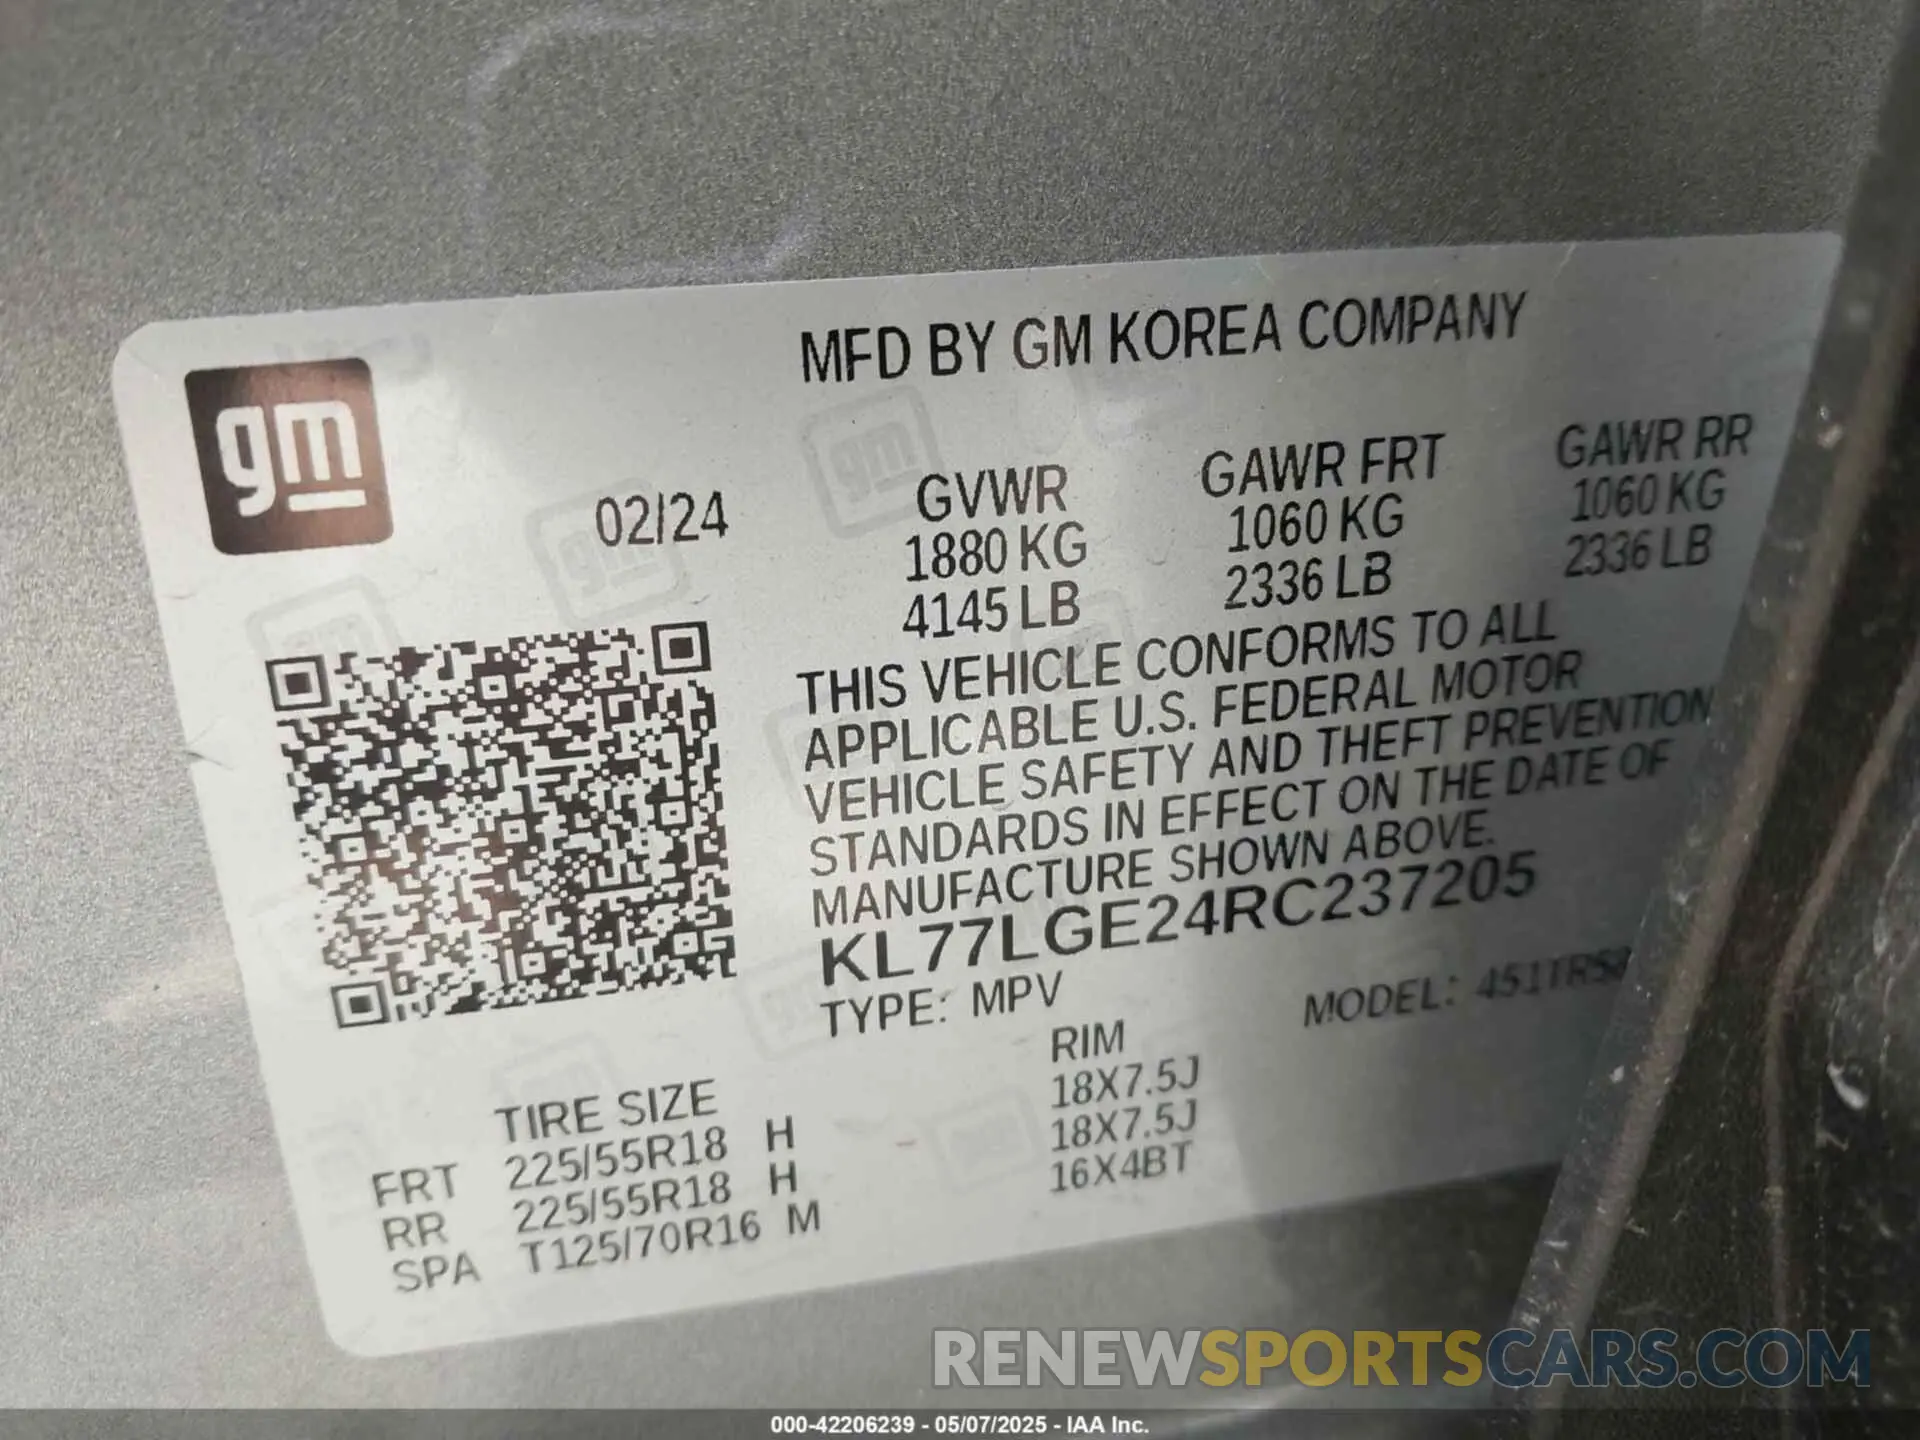 MFD BY GM KOREA COMPANY
gm
02/24
GVWR GAWR FRT GAWR RR
1880 KG 1060 KG 1060 KG
4145 LB 2336 LB 2336 LB
THIS VEHICLE CONFORMS TO ALL
APPLICABLE U.S. FEDERAL MOTOR
VEHICLE SAFETY AND THEFT PREVENTION
STANDARDS IN EFFECT ON THE DATE OF
MANUFACTURE SHOWN ABOVE.
KL77LGE24RC237205
TYPE: MPV MODEL:
TIRE SIZE RIM
FRT 225/55R18 H 18X7.5J
RR 225/55R18 H 18X7.5J
SPA T125/70R16 M 16X4BT
RENEWSPORTSCARS.COM
000-42206239 - 05/07/2025 - IAA Inc.